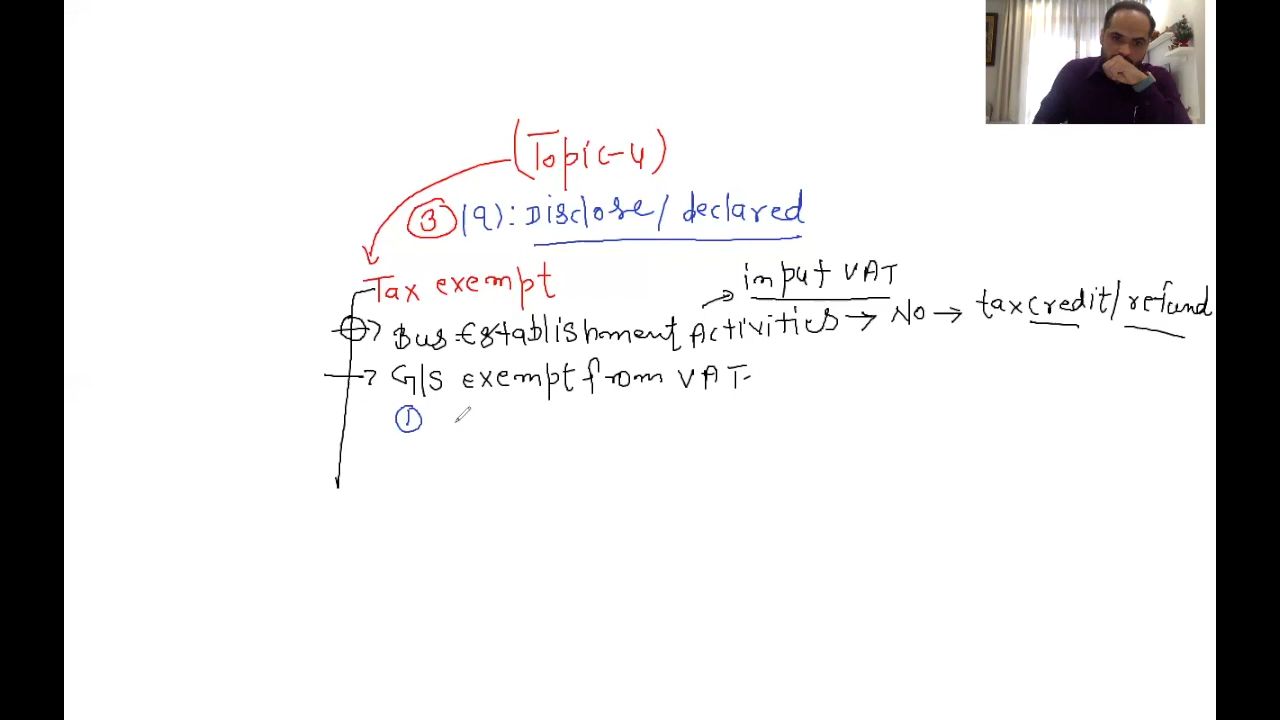 (Topic-4)
3 (9): Disclose/declared
Tax exempt
input VAT
Bus-Establishment Activities → No → tax credit/refund
→ G/S exempt from VAT-
1